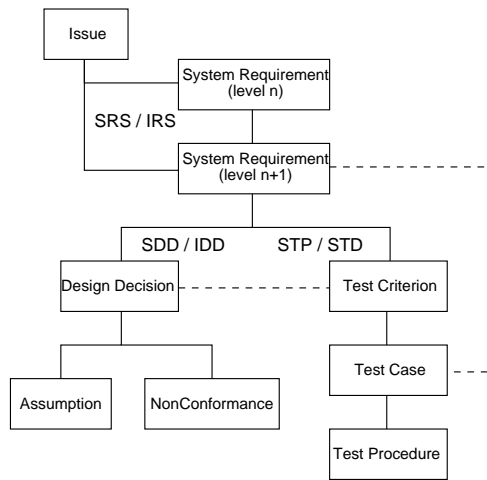 Issue
System Requirement
(level n)
SRS / IRS
System Requirement
(level n+1)
SDD / IDD
STP / STD
Design Decision
Test Criterion
Test Case
Assumption
NonConformance
Test Procedure